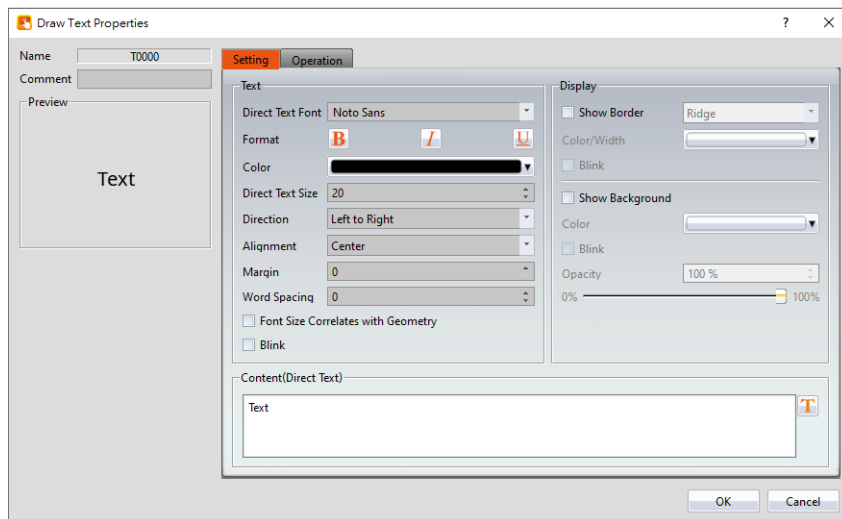 Draw Text Properties
Name T0000
Comment
Preview
Text
Setting Operation
Text
Direct Text Font Noto Sans
Format B I U
Color
Direct Text Size 20
Direction Left to Right
Alignment Center
Margin 0
Word Spacing 0
Font Size Correlates with Geometry
Blink
Display
Show Border Ridge
Color/Width
Blink
Show Background
Color
Blink
Opacity 100 %
0% 100%
Content(Direct Text)
Text
T
OK Cancel